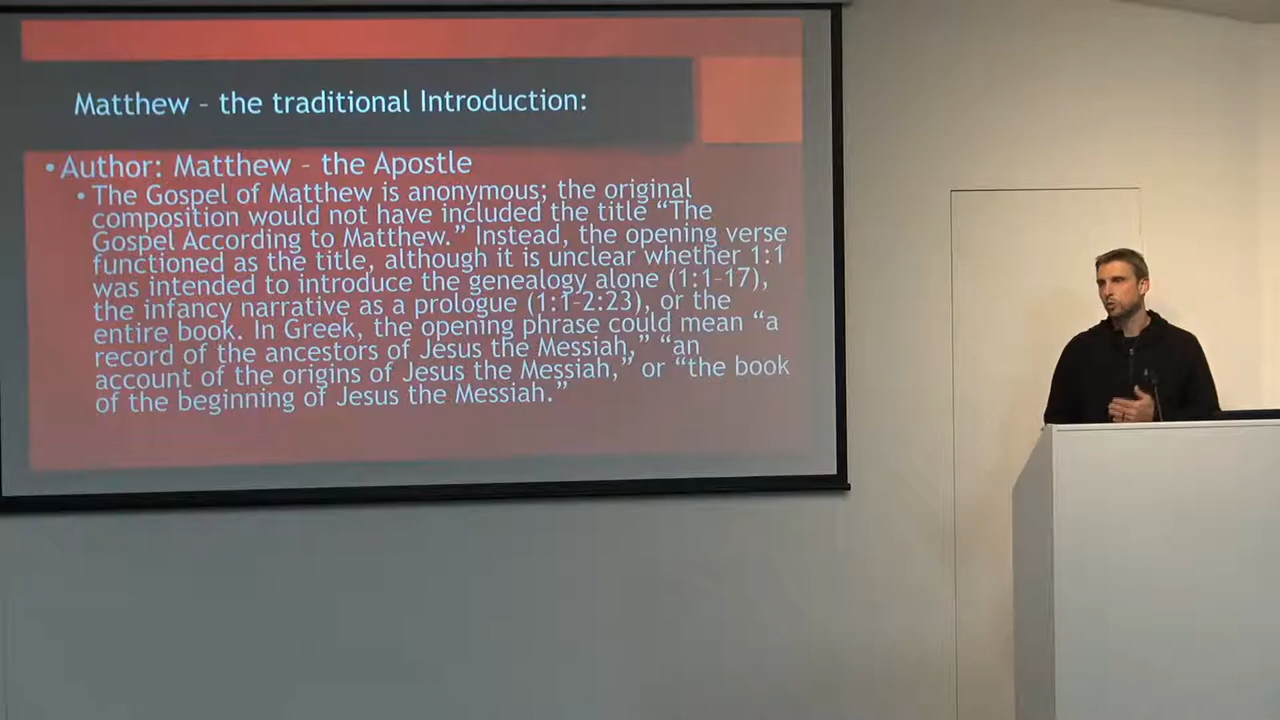 Matthew – the traditional Introduction:
•Author: Matthew – the Apostle
• The Gospel of Matthew is anonymous; the original
composition would not have included the title “The
Gospel According to Matthew.” Instead, the opening verse
functioned as the title, although it is unclear whether 1:1
was intended to introduce the genealogy alone (1:1–17),
the infancy narrative as a prologue (1:1–2:23), or the
entire book. In Greek, the opening phrase could mean “a
record of the ancestors of Jesus the Messiah,” “an
account of the origins of Jesus the Messiah,” or “the book
of the beginning of Jesus the Messiah.”